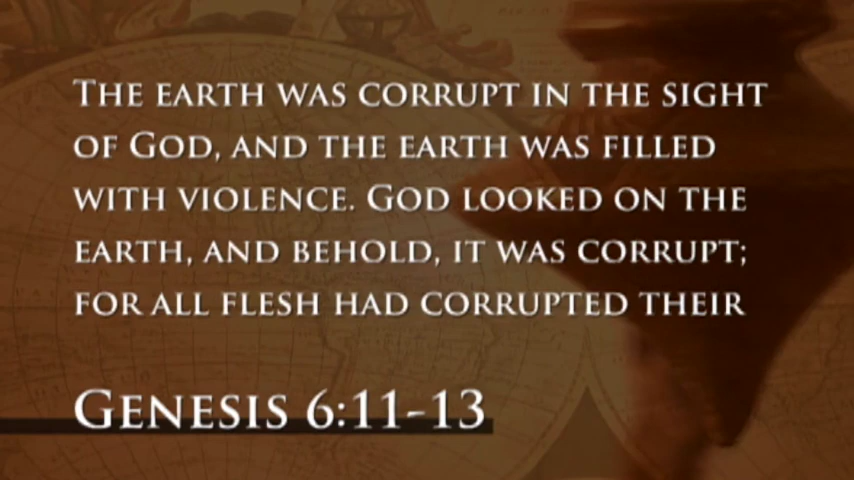 The earth was corrupt in the sight
of God, and the earth was filled
with violence. God looked on the
earth, and behold, it was corrupt;
for all flesh had corrupted their
Genesis 6:11-13